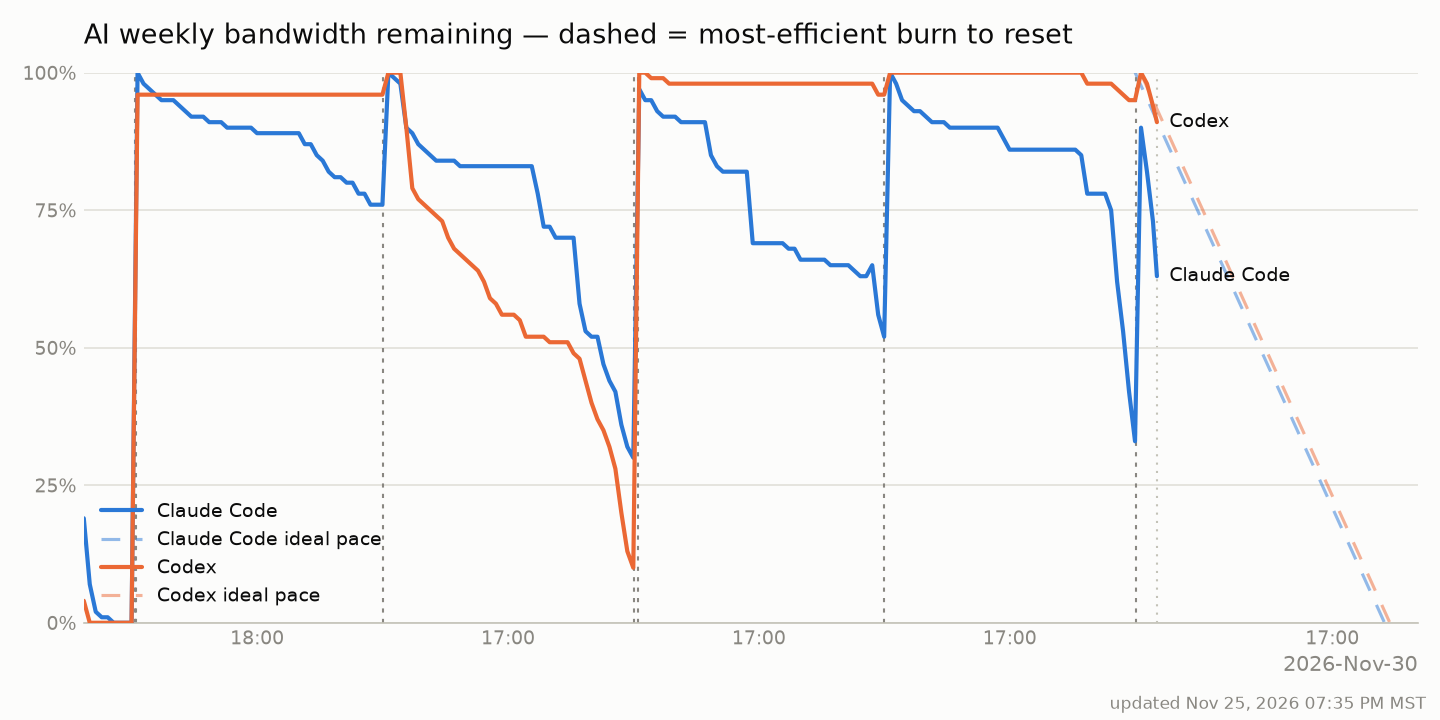 AI weekly bandwidth remaining — dashed = most-efficient burn to reset
100%
75%
50%
25%
0%
Codex
Claude Code
Claude Code
Claude Code ideal pace
Codex
Codex ideal pace
18:00
17:00
17:00
17:00
17:00
2026-Nov-30
updated Nov 25, 2026 07:35 PM MST